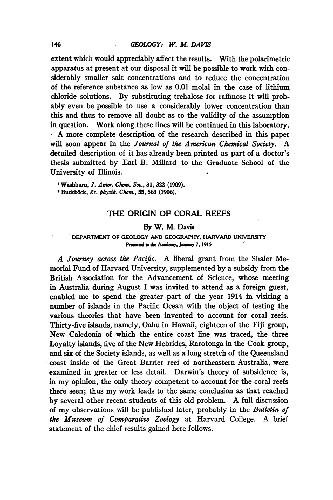 146 GEOLOGY: W. M. DAVIS
extent which would appreciably affect the results. With the polarimetric
apparatus at present at our disposal it will be possible to work with con-
siderably smaller salt concentrations and to reduce the concentration
of the reference substance as low as 0.01 molal in the case of lithium
chloride solutions. By substituting trehalose for raffinose it will prob-
ably even be possible to use a considerably lower concentration than
this and thus to remove all doubt as to the validity of the assumption
in question. Work along these lines will be continued in this laboratory.
A more complete description of the research described in this paper
will soon appear in the Journal of the American Chemical Society. A
detailed description of it has already been printed as part of a doctor's
thesis submitted by Earl B. Millard to the Graduate School of the
University of Illinois.
¹ Washburn, J. Amer. Chem. Soc., 31, 322 (1909).
² Buchböck, Zs. physik. Chem., 55, 563 (1906).
THE ORIGIN OF CORAL REEFS
By W. M. Davis
DEPARTMENT OF GEOLOGY AND GEOGRAPHY, HARVARD UNIVERSITY
Presented to the Academy, January 7, 1915
A Journey across the Pacific. A liberal grant from the Shaler Me-
morial Fund of Harvard University, supplemented by a subsidy from the
British Association for the Advancement of Science, whose meeting
in Australia during August I was invited to attend as a foreign guest,
enabled me to spend the greater part of the year 1914 in visiting a
number of islands in the Pacific Ocean with the object of testing the
various theories that have been invented to account for coral reefs.
Thirty-five islands, namely, Oahu in Hawaii, eighteen of the Fiji group,
New Caledonia of which the entire coast line was traced, the three
Loyalty islands, five of the New Hebrides, Rarotonga in the Cook group,
and six of the Society islands, as well as a long stretch of the Queensland
coast inside of the Great Barrier reef of northeastern Australia, were
examined in greater or less detail. Darwin's theory of subsidence is,
in my opinion, the only theory competent to account for the coral reefs
there seen; thus my work leads to the same conclusion as that reached
by several other recent students of this old problem. A full discussion
of my observations will be published later, probably in the Bulletin of
the Museum of Comparative Zoology at Harvard College. A brief
statement of the chief results gained here follows.